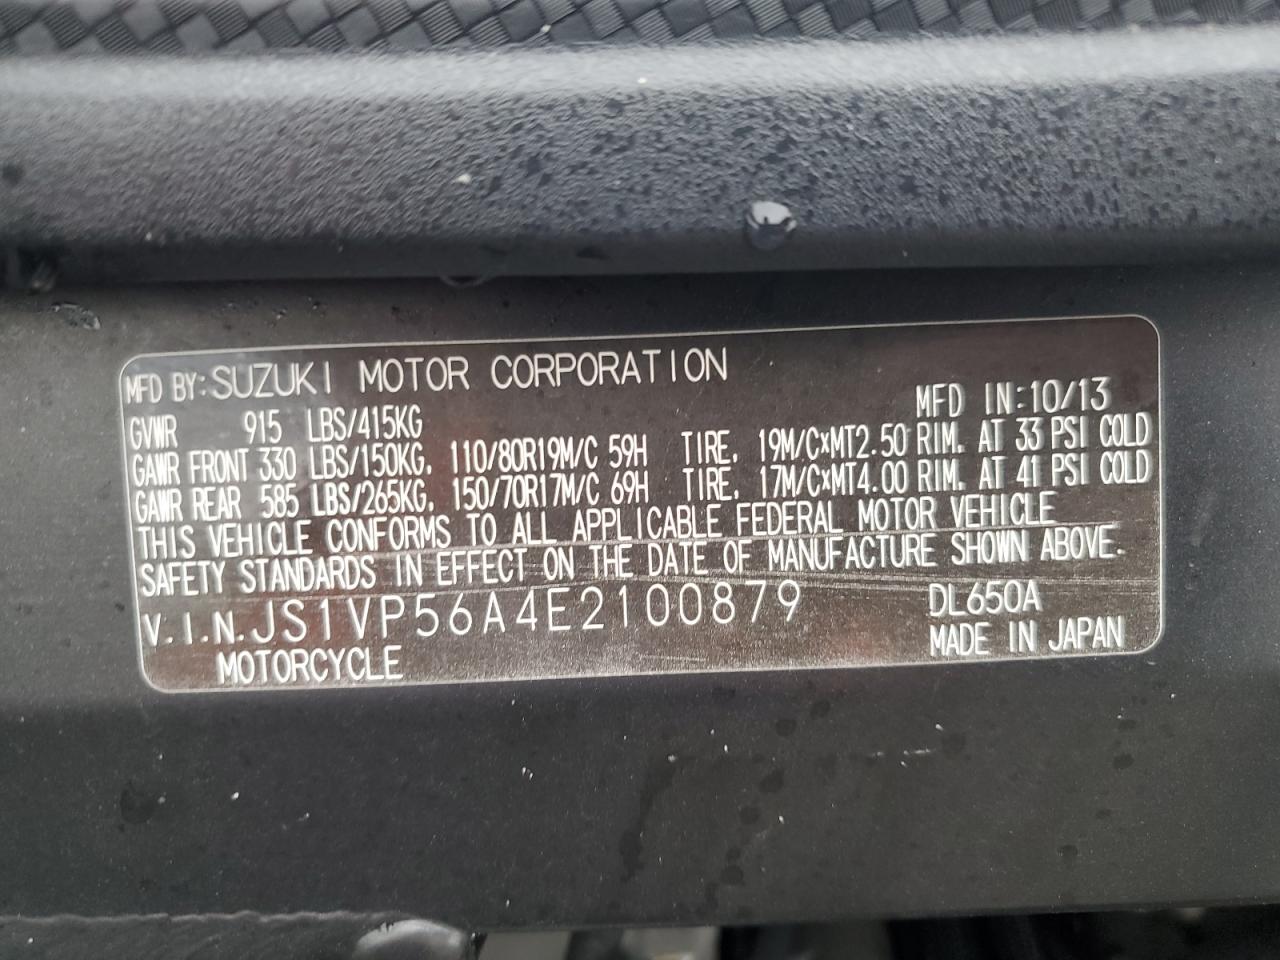 MFD BY: SUZUKI MOTOR CORPORATION
MFD IN: 10/13
GVWR 915 LBS/415KG
GAWR FRONT 330 LBS/150KG. 110/80R19M/C 59H TIRE. 19M/C×MT2.50 RIM. AT 33 PSI COLD
GAWR REAR 585 LBS/265KG. 150/70R17M/C 69H TIRE. 17M/C×MT4.00 RIM. AT 41 PSI COLD
THIS VEHICLE CONFORMS TO ALL APPLICABLE FEDERAL MOTOR VEHICLE
SAFETY STANDARDS IN EFFECT ON THE DATE OF MANUFACTURE SHOWN ABOVE.
V.I.N. JS1VP56A4E2100879 DL650A
MOTORCYCLE MADE IN JAPAN